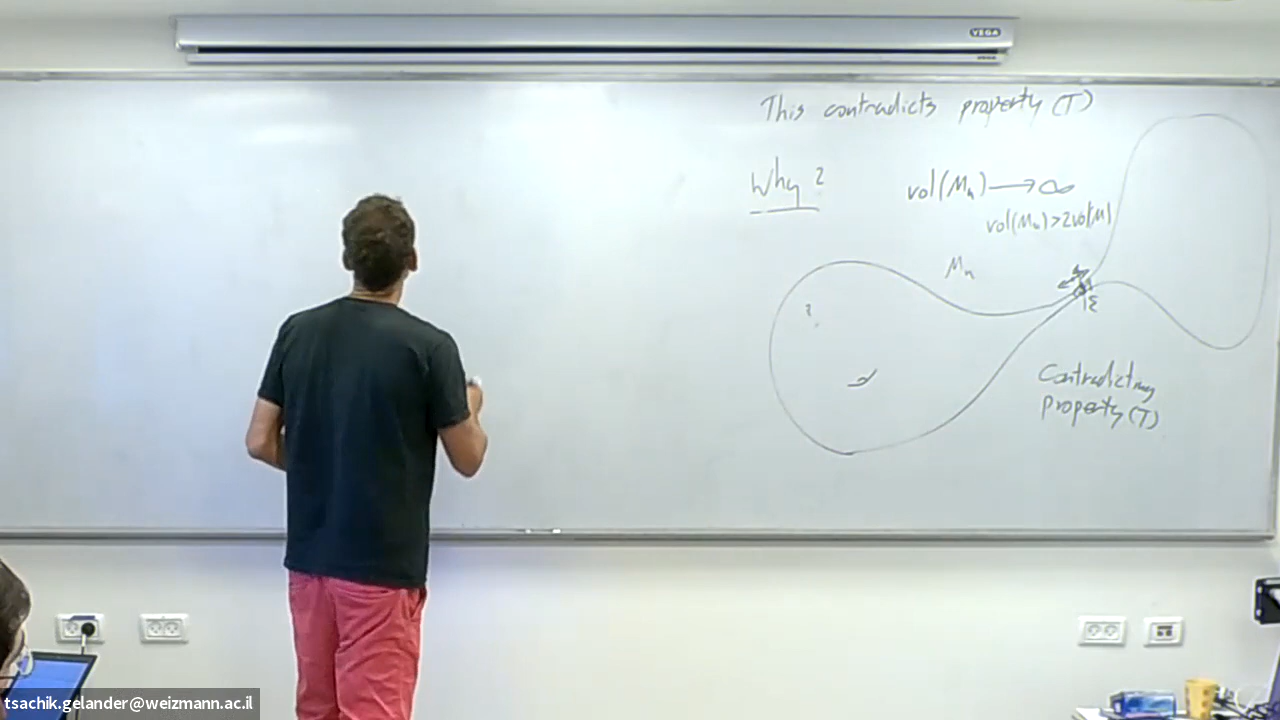 VEGA
This contradicts property (T)
Why?
vol(Mn) → ∞
vol(Mn) > 2vol(M)
Mn
ε
Contradicting
property (T)
tsachik.gelander@weizmann.ac.il